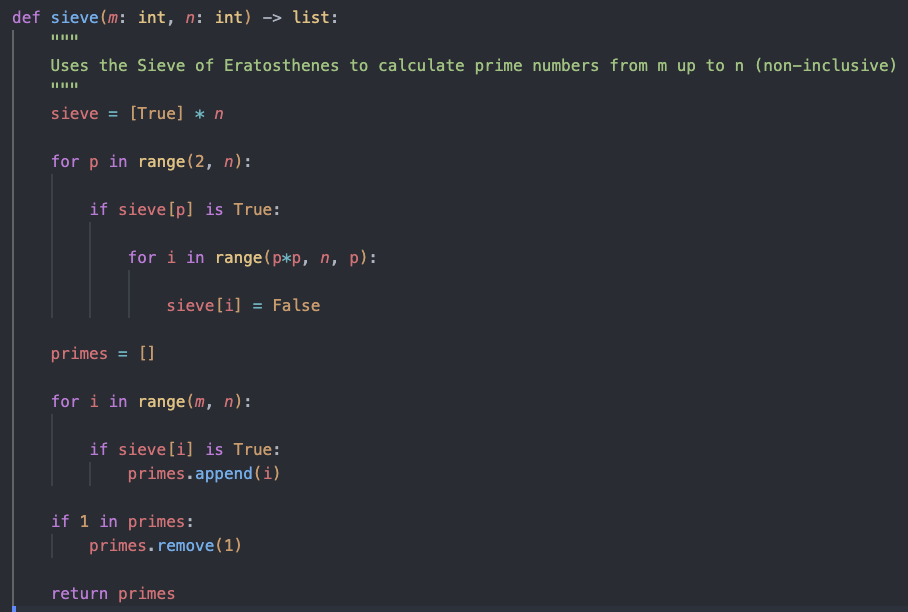 def sieve(m: int, n: int) -> list:
    """
    Uses the Sieve of Eratosthenes to calculate prime numbers from m up to n (non-inclusive)
    """
    sieve = [True] * n
    for p in range(2, n):
        if sieve[p] is True:
            for i in range(p*p, n, p):
                sieve[i] = False
    primes = []
    for i in range(m, n):
        if sieve[i] is True:
            primes.append(i)
    if 1 in primes:
        primes.remove(1)
    return primes